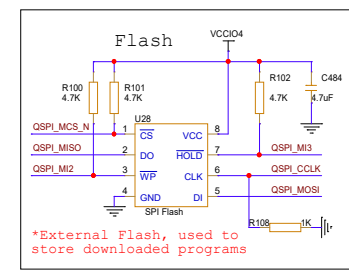 Flash
VCCIO4
R100
4.7K
R101
4.7K
R102
4.7K
C484
4.7uF
U28
QSPI_MCS_N
1
CS
VCC
8
QSPI_MISO
2
DO
HOLD
7
QSPI_MI3
QSPI_MI2
3
WP
CLK
6
QSPI_CCLK
4
GND
DI
5
QSPI_MOSI
SPI Flash
R108
1K
*External Flash, used to
store downloaded programs